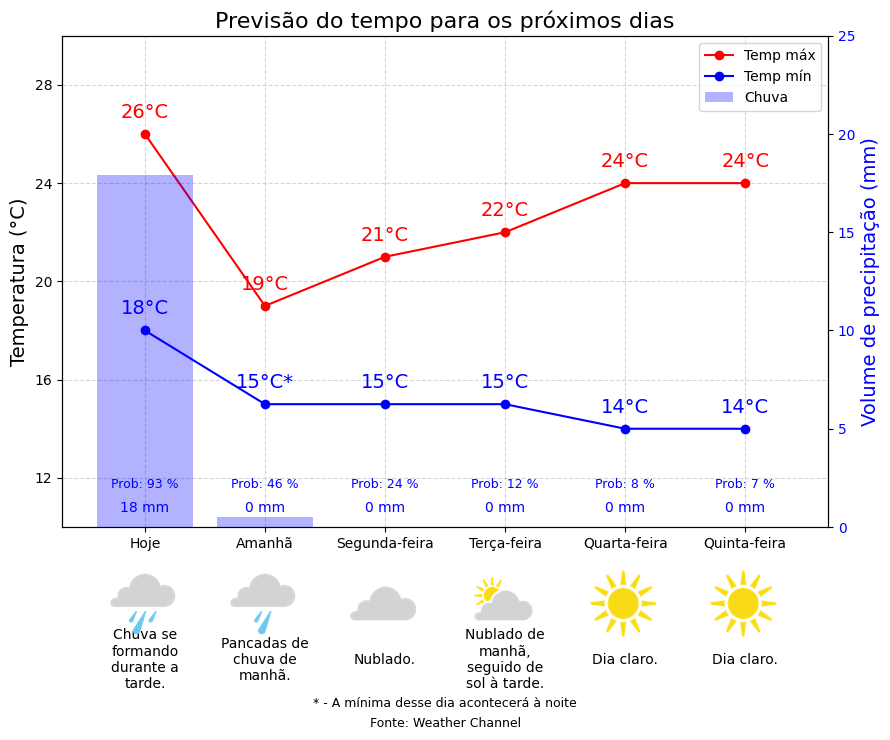 Previsão do tempo para os próximos dias
Temp máx
Temp mín
Chuva
Temperatura (°C)
Volume de precipitação (mm)
28
24
20
16
12
25
20
15
10
5
0
26°C
19°C
21°C
22°C
24°C
24°C
18°C
15°C*
15°C
15°C
14°C
14°C
Prob: 93 %
Prob: 46 %
Prob: 24 %
Prob: 12 %
Prob: 8 %
Prob: 7 %
18 mm
0 mm
0 mm
0 mm
0 mm
0 mm
Hoje
Amanhã
Segunda-feira
Terça-feira
Quarta-feira
Quinta-feira
Chuva se
formando
durante a
tarde.
Pancadas de
chuva de
manhã.
Nublado.
Nublado de
manhã,
seguido de
sol à tarde.
Dia claro.
Dia claro.
* - A mínima desse dia acontecerá à noite
Fonte: Weather Channel